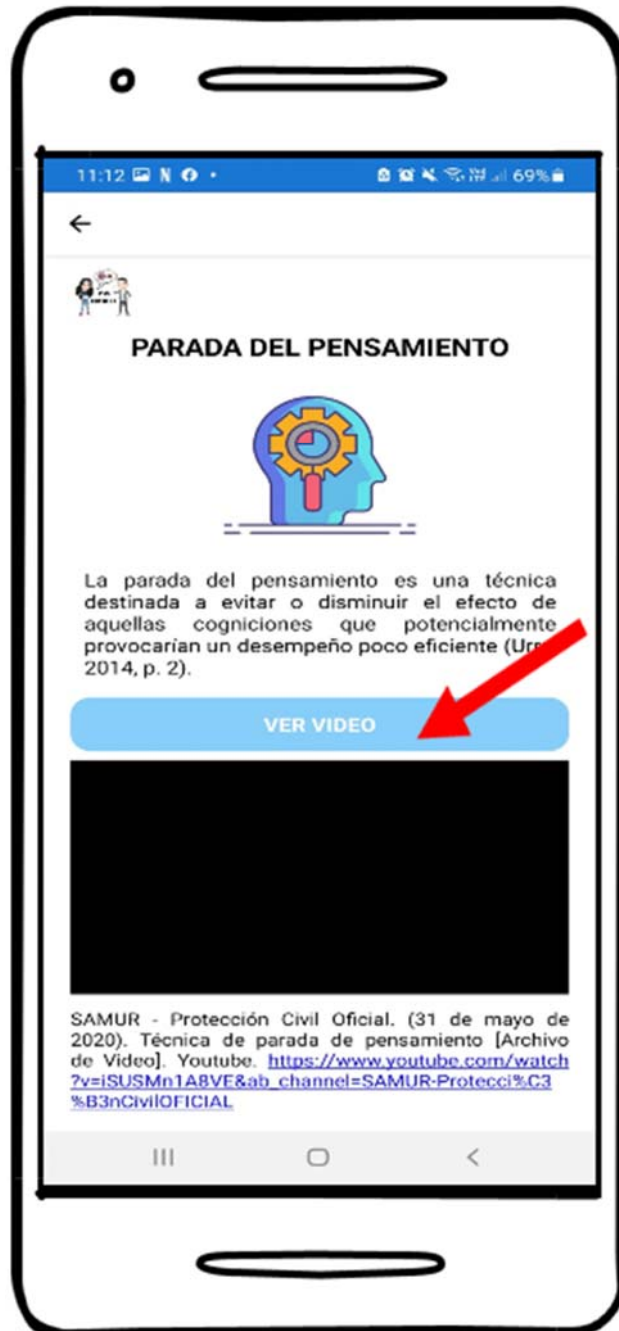 11:12
69%
PARADA DEL PENSAMIENTO
La parada del pensamiento es una técnica
destinada a evitar o disminuir el efecto de
aquellas cogniciones que potencialmente
provocarían un desempeño poco eficiente
2014, p. 2).
VER VIDEO
SAMUR - Protección Civil Oficial. (31 de mayo de
2020). Técnica de parada de pensamiento [Archivo
de Video]. Youtube. https://www.youtube.com/watch
?v=iSUSMn1A8VE&ab_channel=SAMUR-Protecci%C3
%B3nCivilOFICIAL